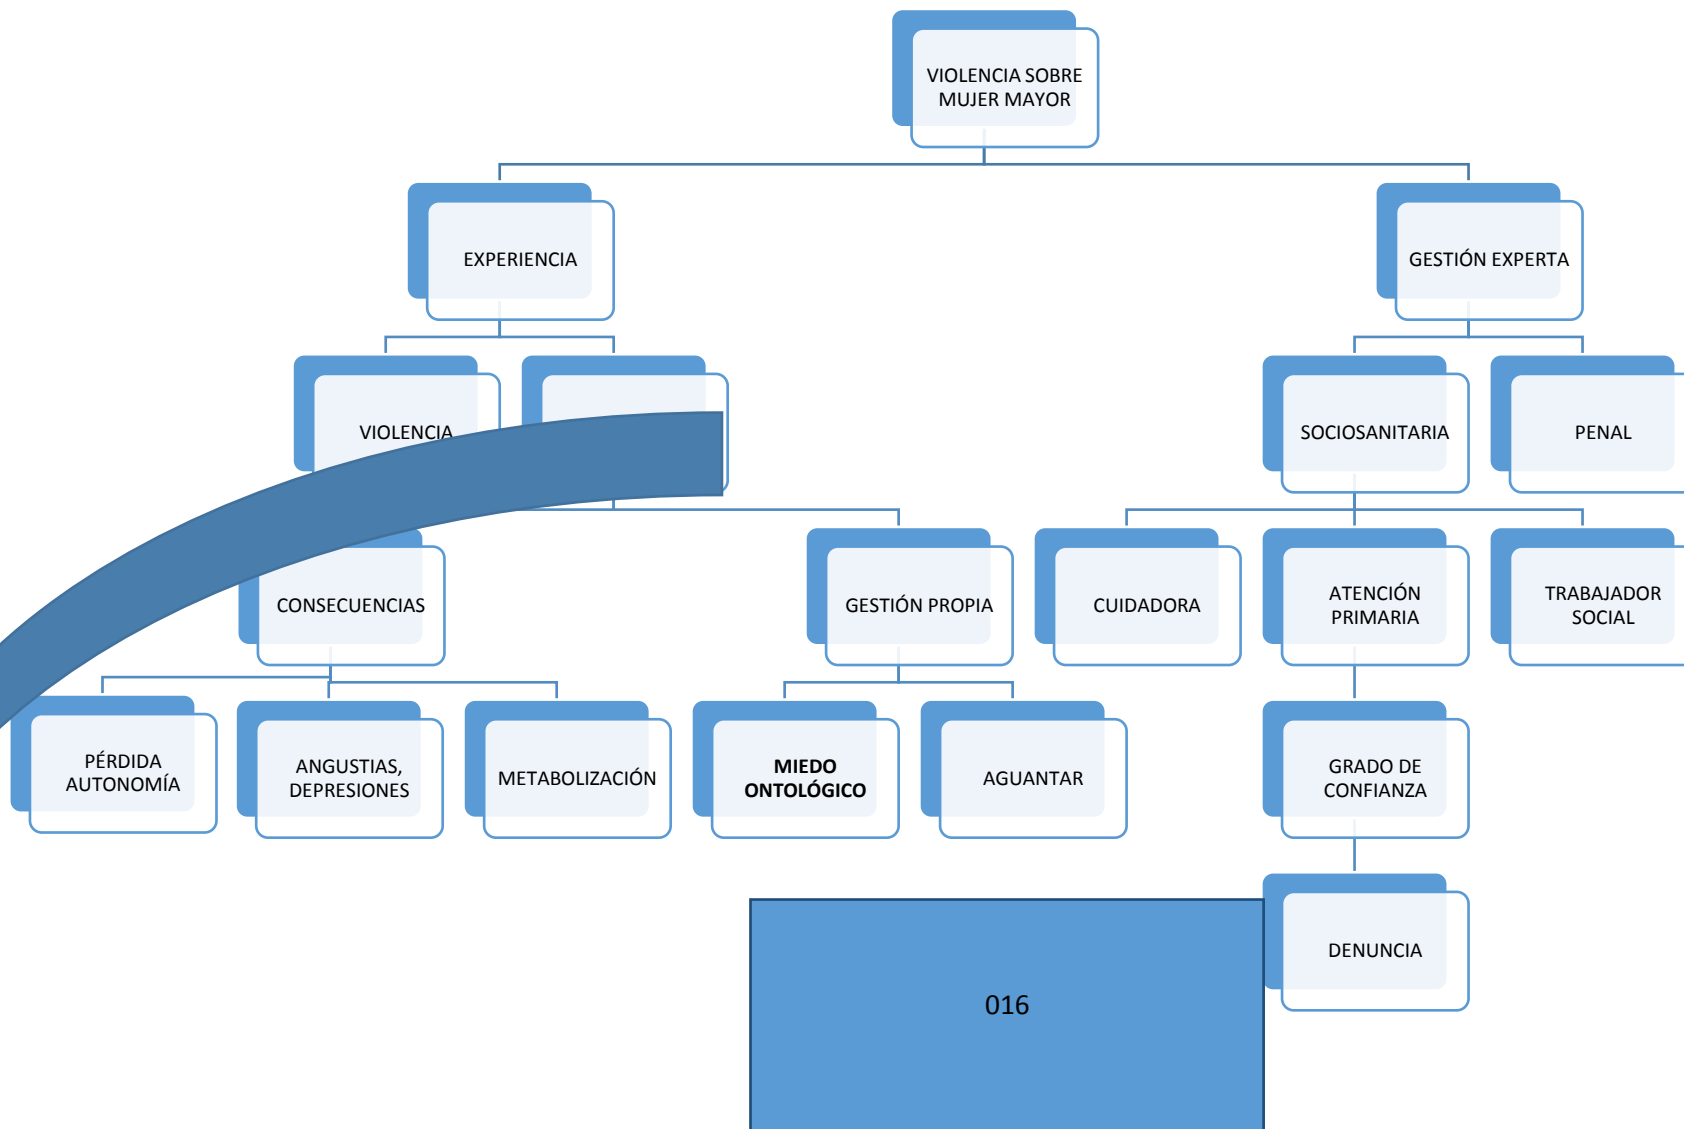 VIOLENCIA SOBRE
MUJER MAYOR
EXPERIENCIA
GESTIÓN EXPERTA
VIOLENCIA
SOCIOSANITARIA
PENAL
CONSECUENCIAS
GESTIÓN PROPIA
CUIDADORA
ATENCIÓN
PRIMARIA
TRABAJADOR
SOCIAL
PÉRDIDA
AUTONOMÍA
ANGUSTIAS,
DEPRESIONES
METABOLIZACIÓN
MIEDO
ONTOLÓGICO
AGUANTAR
GRADO DE
CONFIANZA
DENUNCIA
016